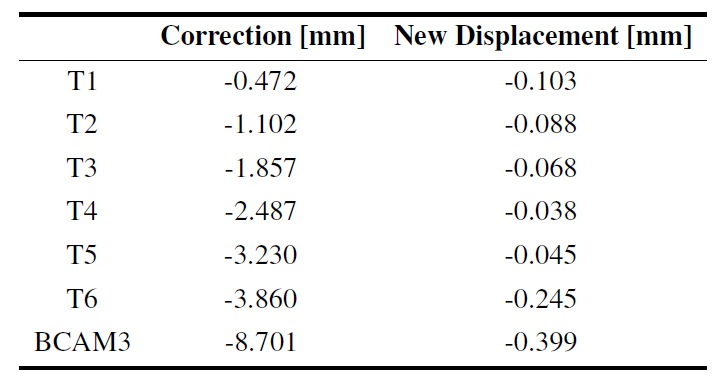 Correction [mm] New Displacement [mm]
T1 -0.472 -0.103
T2 -1.102 -0.088
T3 -1.857 -0.068
T4 -2.487 -0.038
T5 -3.230 -0.045
T6 -3.860 -0.245
BCAM3 -8.701 -0.399